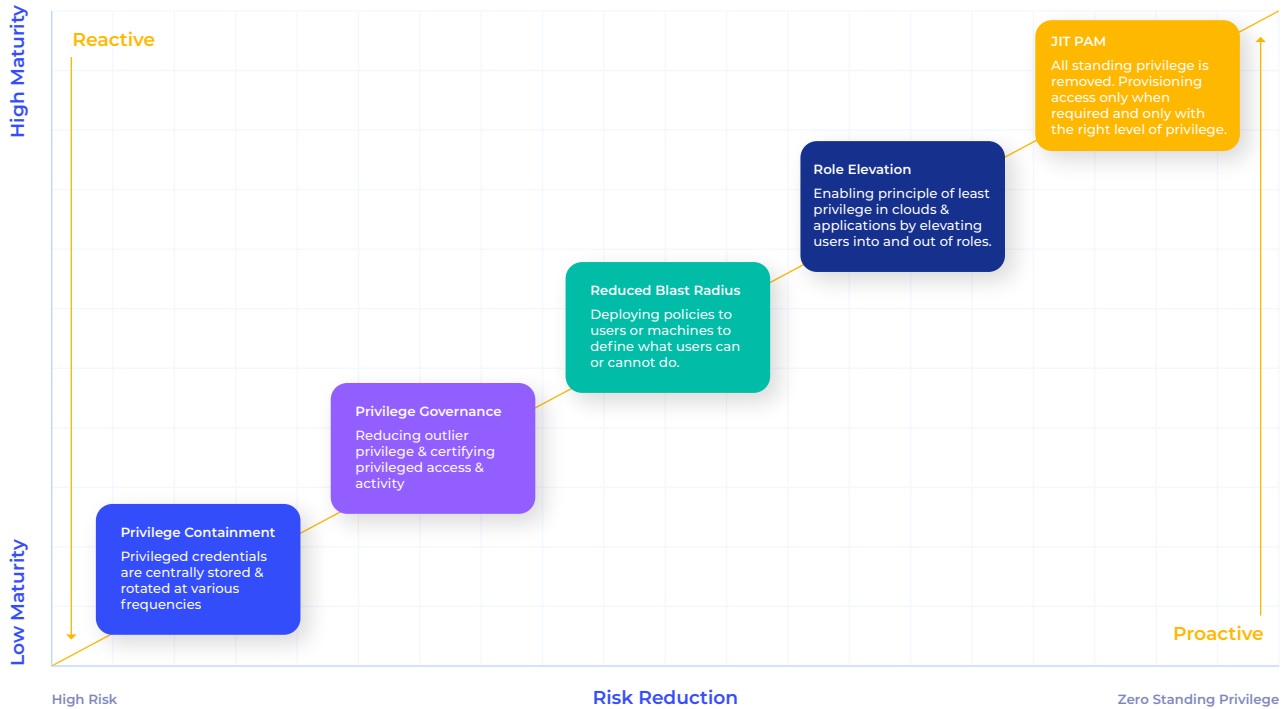 High Maturity
Reactive
JIT PAM
All standing privilege is
removed. Provisioning
access only when
required and only with
the right level of privilege.
Role Elevation
Enabling principle of least
privilege in clouds &
applications by elevating
users into and out of roles.
Reduced Blast Radius
Deploying policies to
users or machines to
define what users can
or cannot do.
Privilege Governance
Reducing outlier
privilege & certifying
privileged access &
activity
Privilege Containment
Privileged credentials
are centrally stored &
rotated at various
frequencies
Low Maturity
Proactive
High Risk
Risk Reduction
Zero Standing Privilege